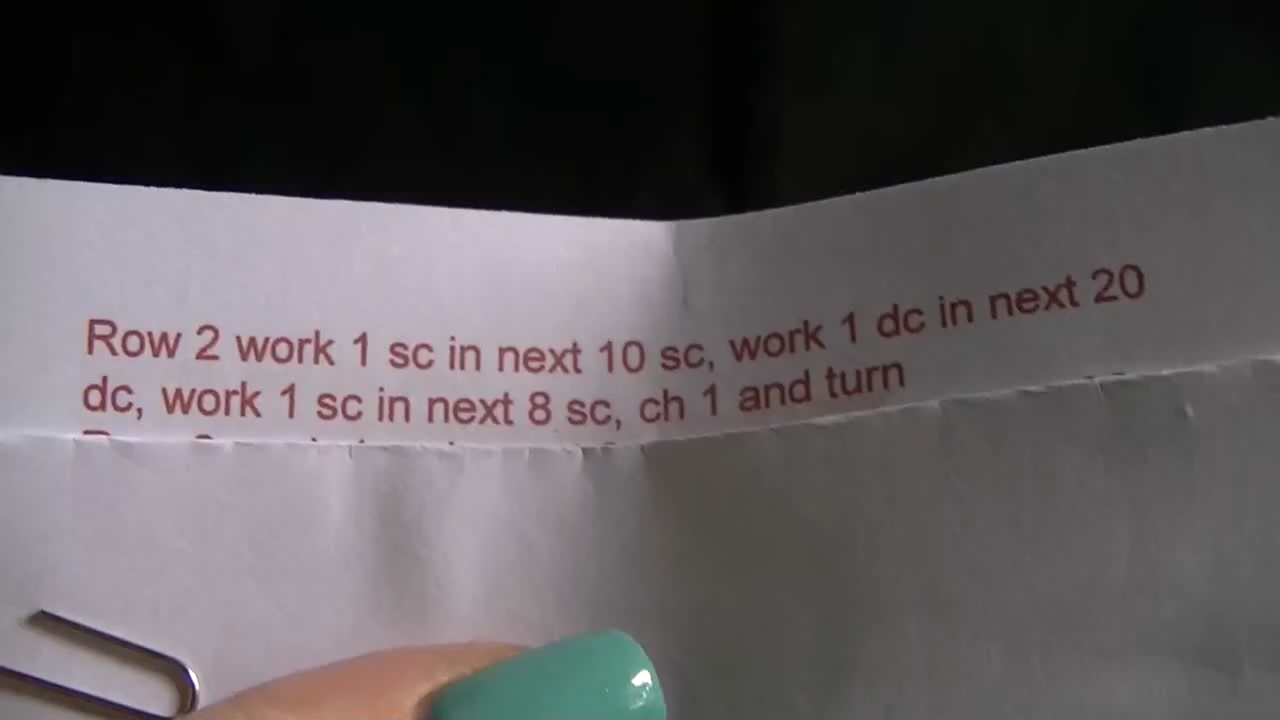 Row 2 work 1 sc in next 10 sc, work 1 dc in next 20
dc, work 1 sc in next 8 sc, ch 1 and turn